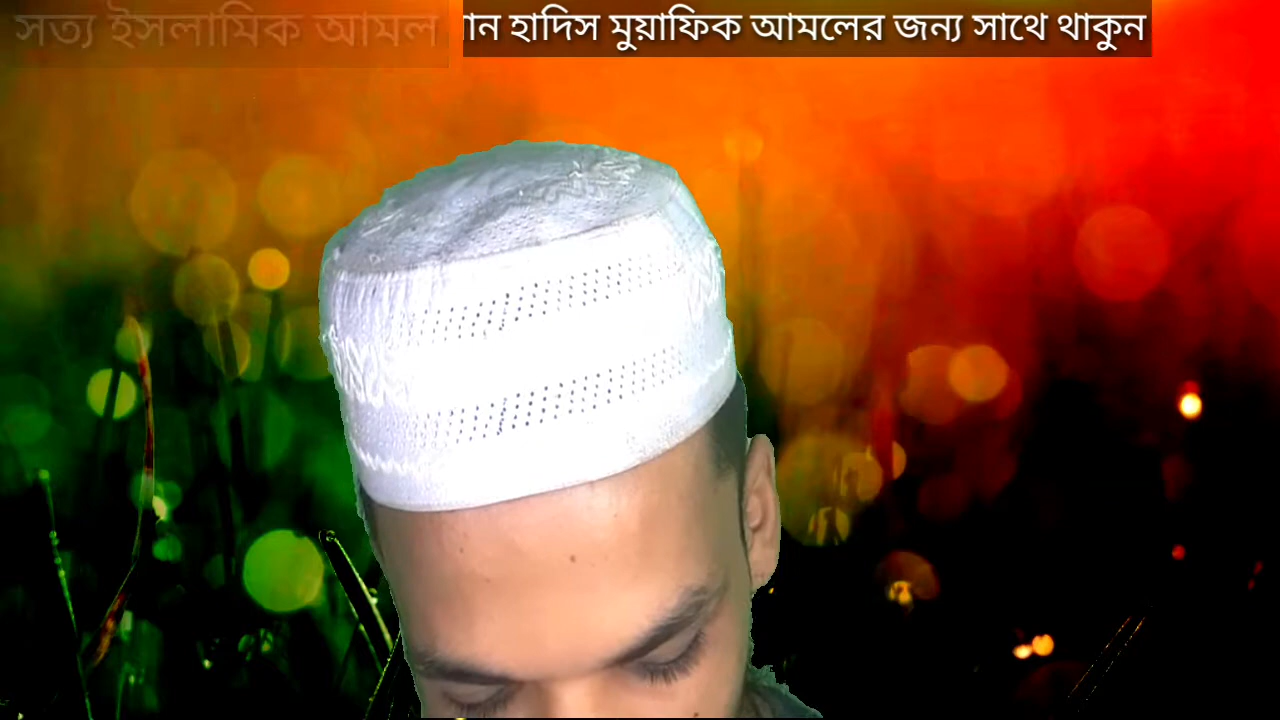 সত্য ইসলামিক আমল
ান হাদিস মুয়াফিক আমলের জন্য সাথে থাকুন